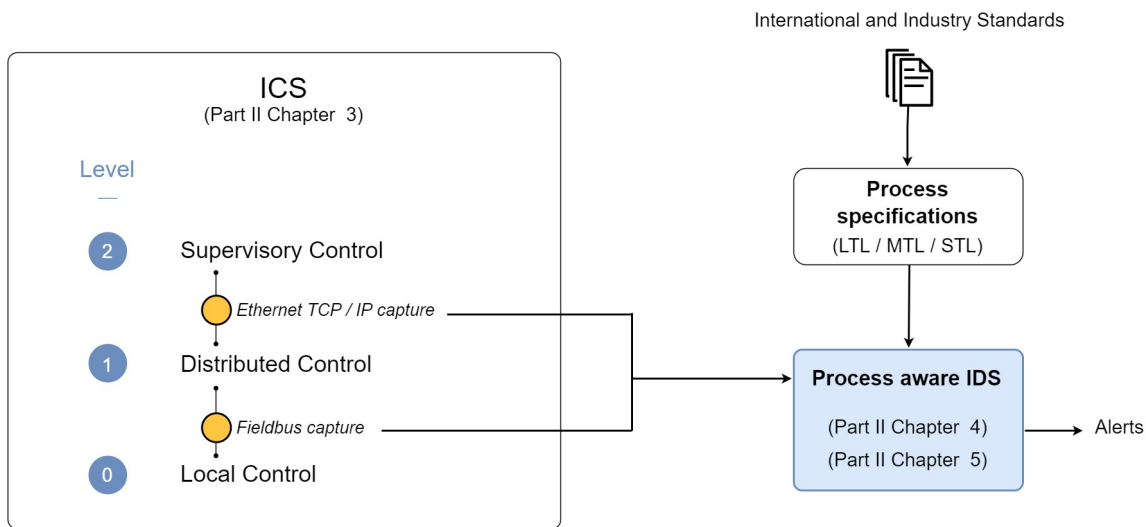 International and Industry Standards
ICS
(Part II Chapter 3)
Level
2
Supervisory Control
Ethernet TCP / IP capture
1
Distributed Control
Fieldbus capture
0
Local Control
Process
specifications
(LTL / MTL / STL)
Process aware IDS
(Part II Chapter 4)
(Part II Chapter 5)
Alerts